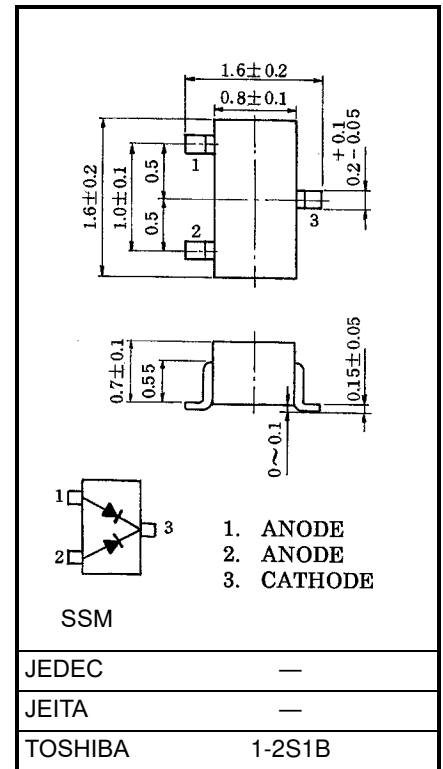 1.6±0.2
0.8±0.1
1.6±0.2
1.0±0.1
0.5
0.5
+0.1
0.2-0.05
1
2
3
0.7±0.1
0.55
0.15±0.05
0~0.1
1
2
3
1. ANODE
2. ANODE
3. CATHODE
SSM
JEDEC —
JEITA —
TOSHIBA 1-2S1B